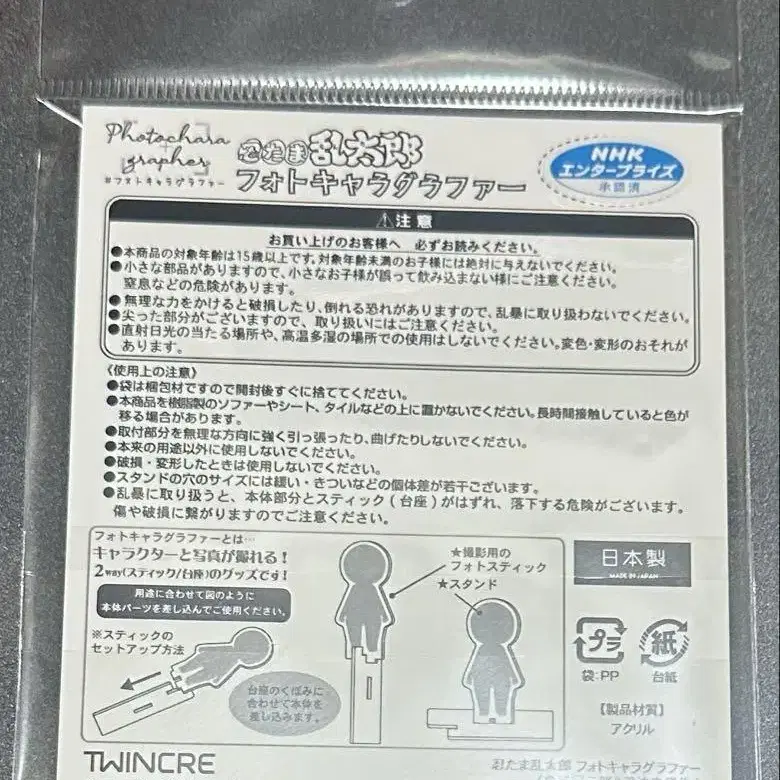 Photochara
grapher
#フォトキャラグラファー
忍たま乱太郎
フォトキャラグラファー
NHK
エンタープライズ
承認済
⚠注意
お買い上げのお客様へ 必ずお読みください。
●本商品の対象年齢は15歳以上です。対象年齢未満のお子様には絶対に与えないでください。
●小さな部品がありますので、小さなお子様が誤って飲み込まない様にご注意ください。
窒息などの危険があります。
●無理な力をかけると破損したり、倒れる恐れがありますので、乱暴に取り扱わないでください。
●尖った部分がございますので、取り扱いにはご注意ください。
●直射日光の当たる場所や、高温多湿の場所での使用はしないでください。変色・変形のおそれが
あります。
《使用上の注意》
●袋は梱包材ですので開封後すぐに捨ててください。
●本商品を樹脂製のソファーやシート、タイルなどの上に置かないでください。長時間接触していると色が
移る場合があります。
●取付部分を無理な方向に強く引っ張ったり、曲げたりしないでください。
●本来の用途以外に使用しないでください。
●破損・変形したときは使用しないでください。
●スタンドの穴のサイズには緩い・きついなどの個体差が若干ございます。
●乱暴に取り扱うと、本体部分とスティック(台座)がはずれ、落下する危険がございます。
傷や破損に繋がりますのでご注意ください。
フォトキャラグラファーとは…
キャラクターと写真が撮れる!
2way(スティック/台座)のグッズです!
用途に合わせて図のように
本体パーツを差し込んでご使用ください。
※スティックの
セットアップ方法
台座のくぼみに
合わせて本体を
差し込みます。
★撮影用の
フォトスティック
★スタンド
日本製
MADE IN JAPAN
プラ
袋:PP
紙
台紙
【製品材質】
アクリル
TWINCRE
忍たま乱太郎 フォトキャラグラファー